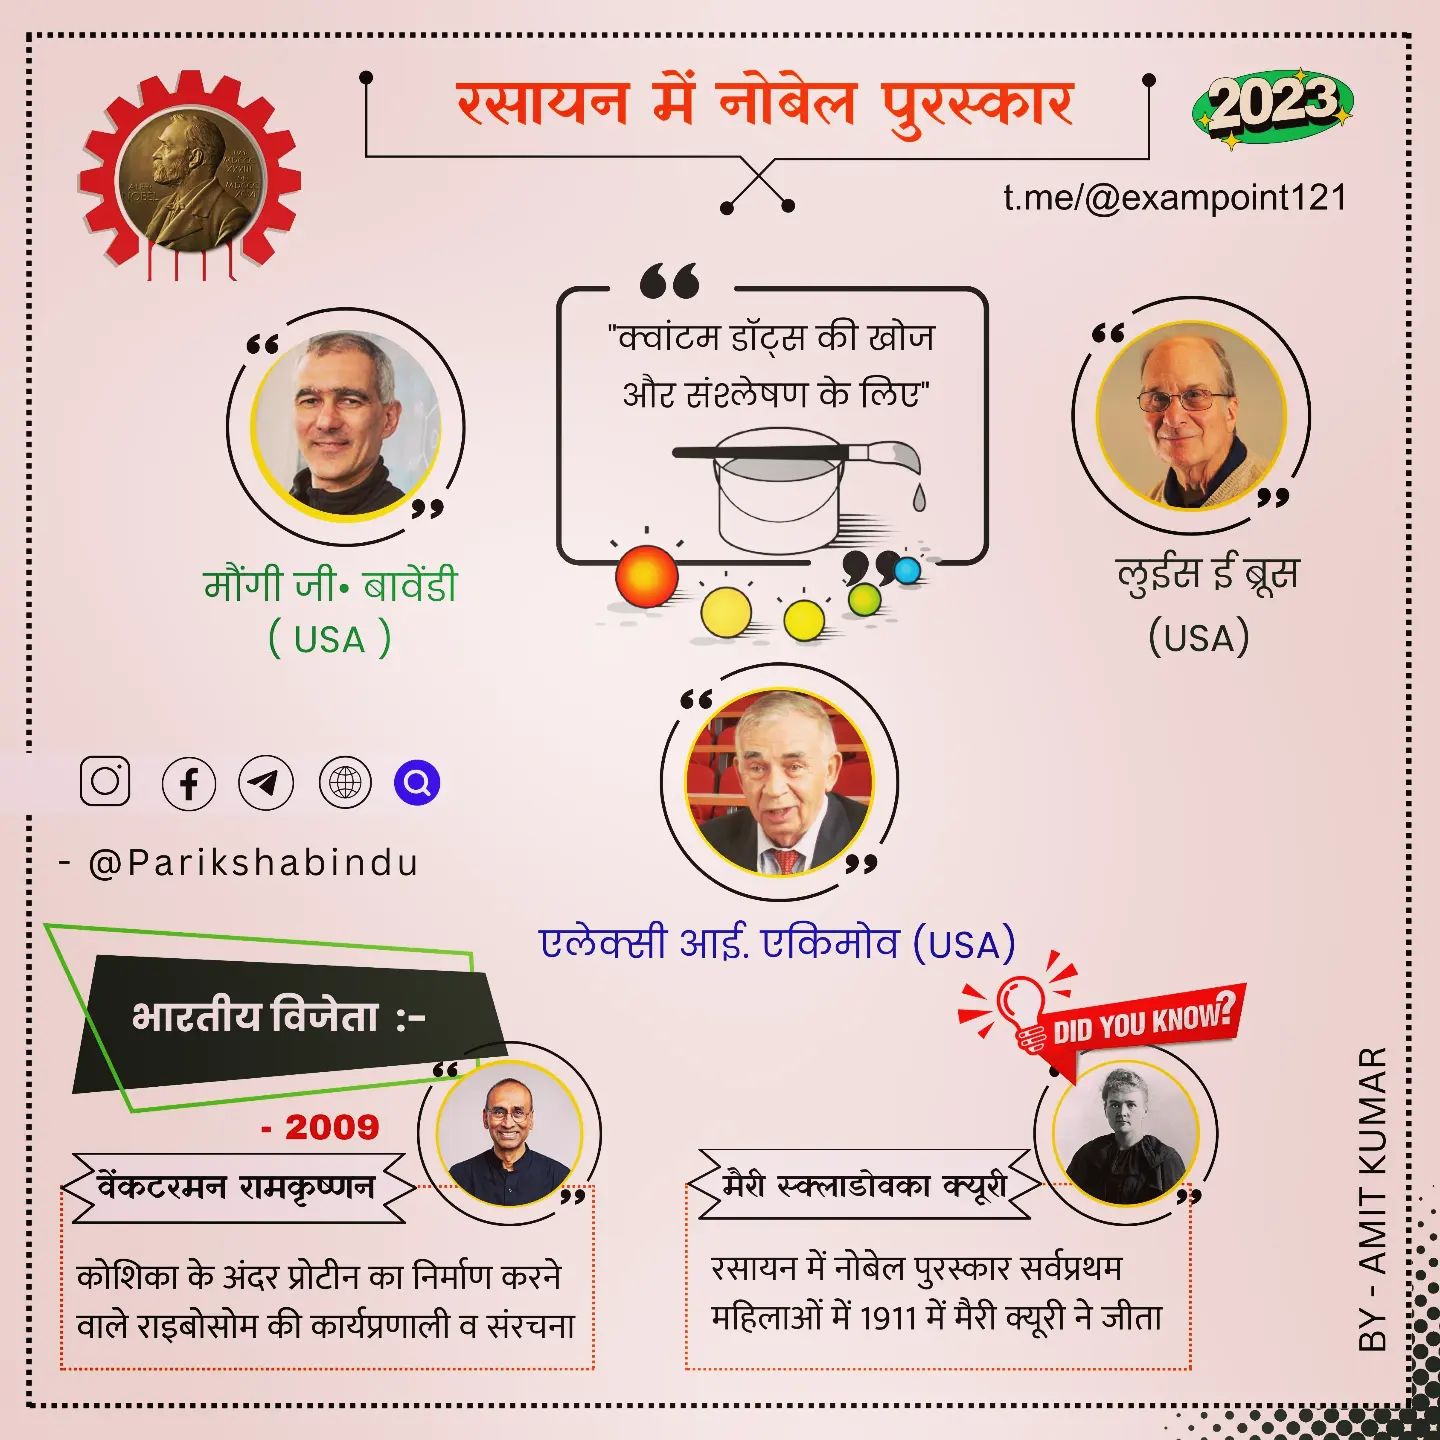 रसायन में नोबेल पुरस्कार
2023
t.me/@exampoint121
"क्वांटम डॉट्स की खोज
और संश्लेषण के लिए"
मौंगी जी• बावेंडी
( USA )
लुईस ई ब्रूस
(USA)
एलेक्सी आई. एकिमोव (USA)
- @Parikshabindu
भारतीय विजेता :-
- 2009
वेंकटरमन रामकृष्णन
कोशिका के अंदर प्रोटीन का निर्माण करने
वाले राइबोसोम की कार्यप्रणाली व संरचना
DID YOU KNOW?
मैरी स्क्लाडोवका क्यूरी
रसायन में नोबेल पुरस्कार सर्वप्रथम
महिलाओं में 1911 में मैरी क्यूरी ने जीता
BY - AMIT KUMAR